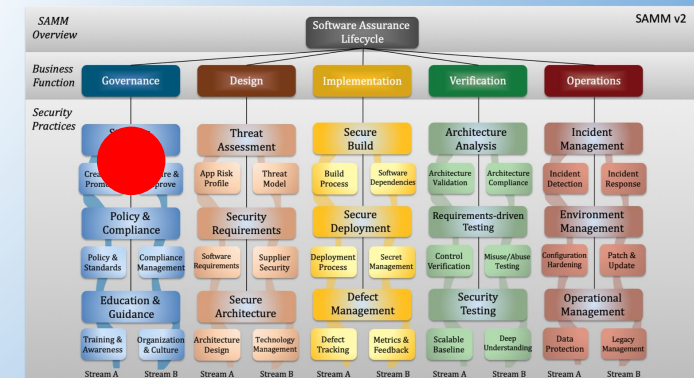 SAMM
Overview
Software Assurance
Lifecycle
SAMM v2
Business
Function
Governance
Design
Implementation
Verification
Operations
Security
Practices
Threat
Assessment
Secure
Build
Architecture
Analysis
Incident
Management
App Risk
Profile
Threat
Model
Build
Process
Software
Dependencies
Architecture
Validation
Architecture
Compliance
Incident
Detection
Incident
Response
Policy &
Compliance
Security
Requirements
Secure
Deployment
Requirements-driven
Testing
Environment
Management
Policy &
Standards
Compliance
Management
Software
Requirements
Supplier
Security
Deployment
Process
Secret
Management
Control
Verification
Misuse/Abuse
Testing
Configuration
Hardening
Patch &
Update
Education &
Guidance
Secure
Architecture
Defect
Management
Security
Testing
Operational
Management
Training &
Awareness
Organization
& Culture
Architecture
Design
Technology
Management
Defect
Tracking
Metrics &
Feedback
Scalable
Baseline
Deep
Understanding
Data
Protection
Legacy
Management
Stream A
Stream B
Stream A
Stream B
Stream A
Stream B
Stream A
Stream B
Stream A
Stream B